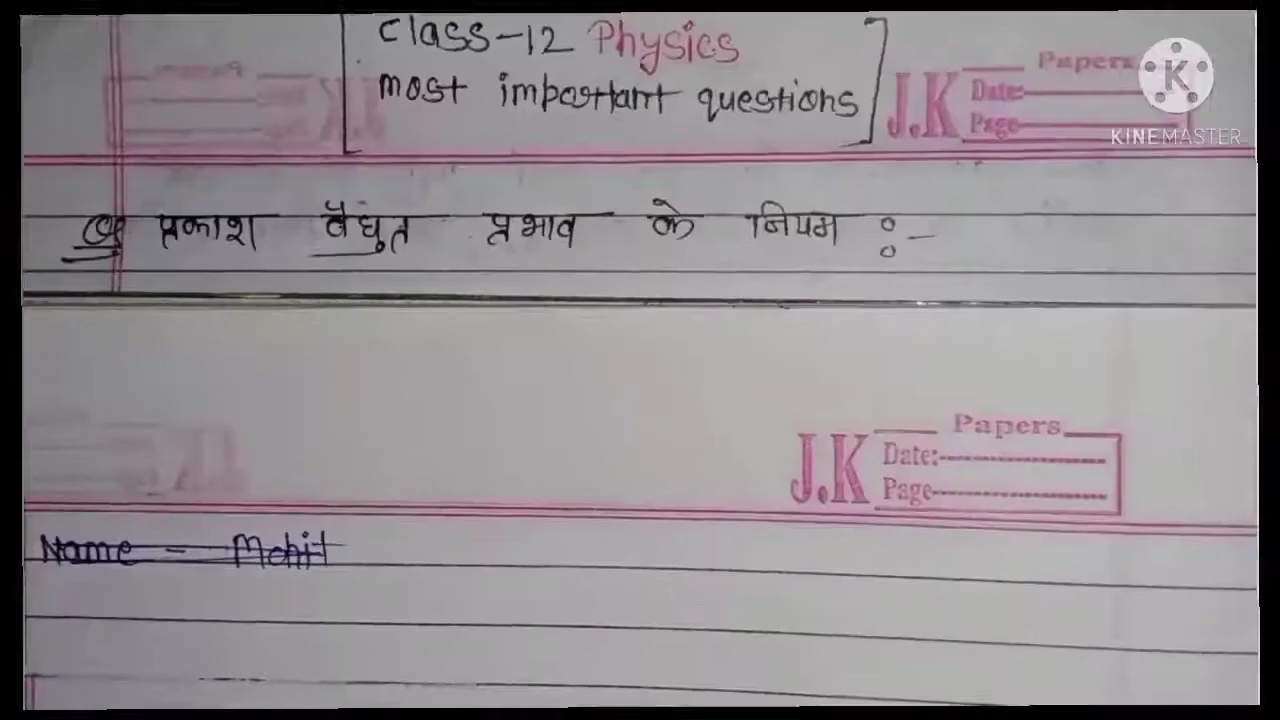 Class-12 Physics
most important questions
J.K Papers
Date:
Page
KINEMASTER
Q प्रकाश वैधुंत प्रभाव के नियम :-
J.K Papers
Date:
Page
Name - Mohit